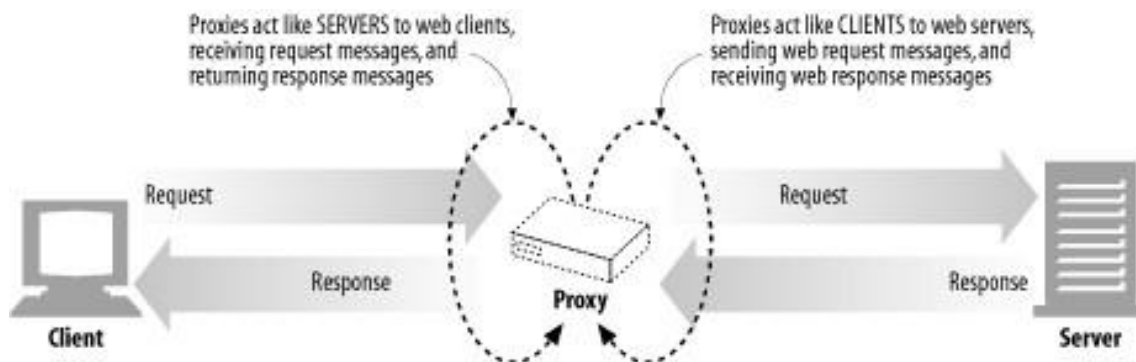 Proxies act like SERVERS to web clients,
receiving request messages, and
returning response messages
Proxies act like CLIENTS to web servers,
sending web request messages, and
receiving web response messages
Request
Request
Response
Response
Proxy
Client
Server